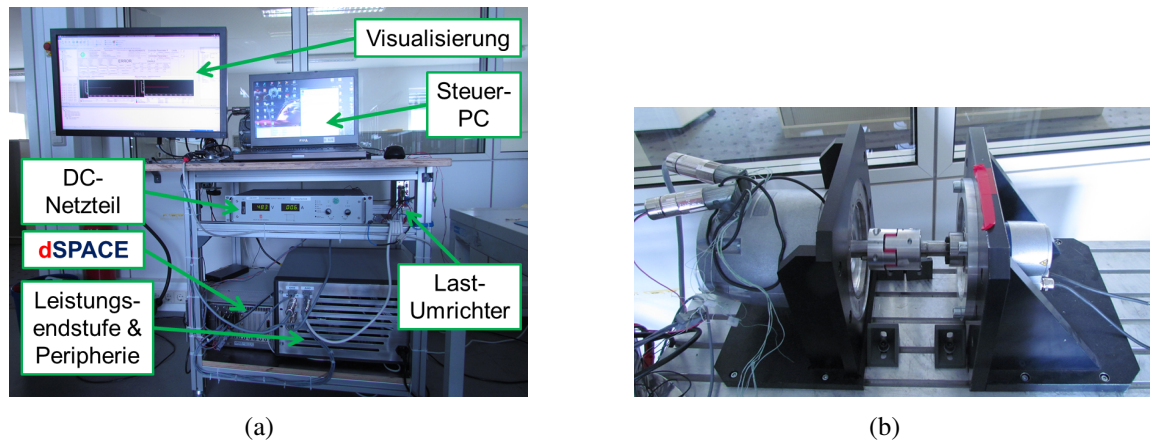 Visualisierung
Steuer-
PC
DC-
Netzteil
dSPACE
Leistungs-
endstufe &
Peripherie
Last-
Umrichter
(a)
(b)